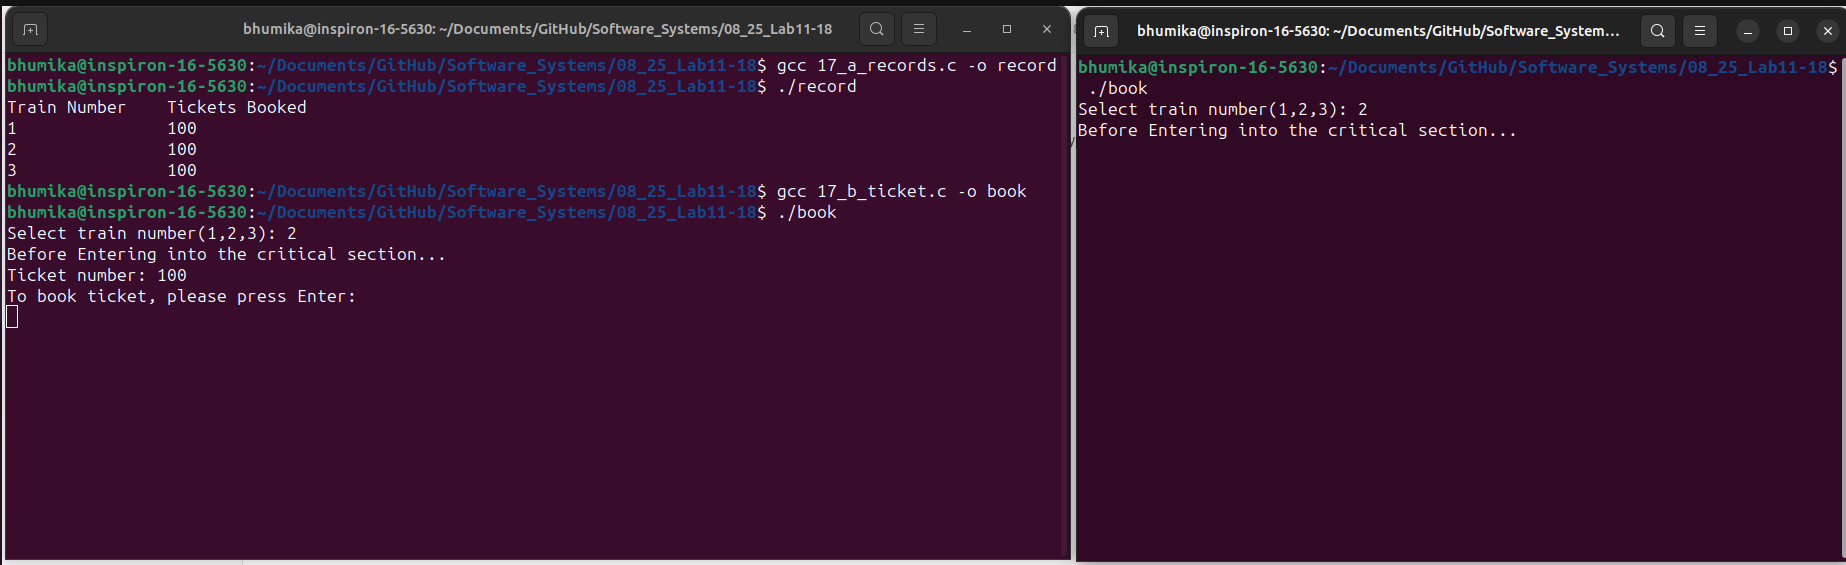 bhumika@inspiron-16-5630: ~/Documents/GitHub/Software_Systems/08_25_Lab11-18
bhumika@inspiron-16-5630:~/Documents/GitHub/Software_Systems/08_25_Lab11-18$ gcc 17_a_records.c -o record
bhumika@inspiron-16-5630:~/Documents/GitHub/Software_Systems/08_25_Lab11-18$ ./record
Train Number    Tickets Booked
1               100
2               100
3               100
bhumika@inspiron-16-5630:~/Documents/GitHub/Software_Systems/08_25_Lab11-18$ gcc 17_b_ticket.c -o book
bhumika@inspiron-16-5630:~/Documents/GitHub/Software_Systems/08_25_Lab11-18$ ./book
Select train number(1,2,3): 2
Before Entering into the critical section...
Ticket number: 100
To book ticket, please press Enter:
bhumika@inspiron-16-5630: ~/Documents/GitHub/Software_System...
bhumika@inspiron-16-5630:~/Documents/GitHub/Software_Systems/08_25_Lab11-18$
./book
Select train number(1,2,3): 2
Before Entering into the critical section...